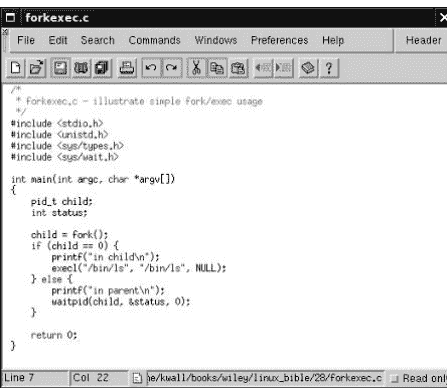 forkexec.c
File Edit Search Commands Windows Preferences Help Header
/*
 * forkexec.c - illustrate simple fork/exec usage
 */
#include <stdio.h>
#include <unistd.h>
#include <sys/types.h>
#include <sys/wait.h>

int main(int argc, char *argv[])
{
    pid_t child;
    int status;

    child = fork();
    if (child == 0) {
        printf("in child\n");
        execl("/bin/ls", "/bin/ls", NULL);
    } else {
        printf("in parent\n");
        waitpid(child, &status, 0);
    }

    return 0;
}
Line 7 Col 22 /kwall/books/wiley/linux_bible/28/forkexec.c Read